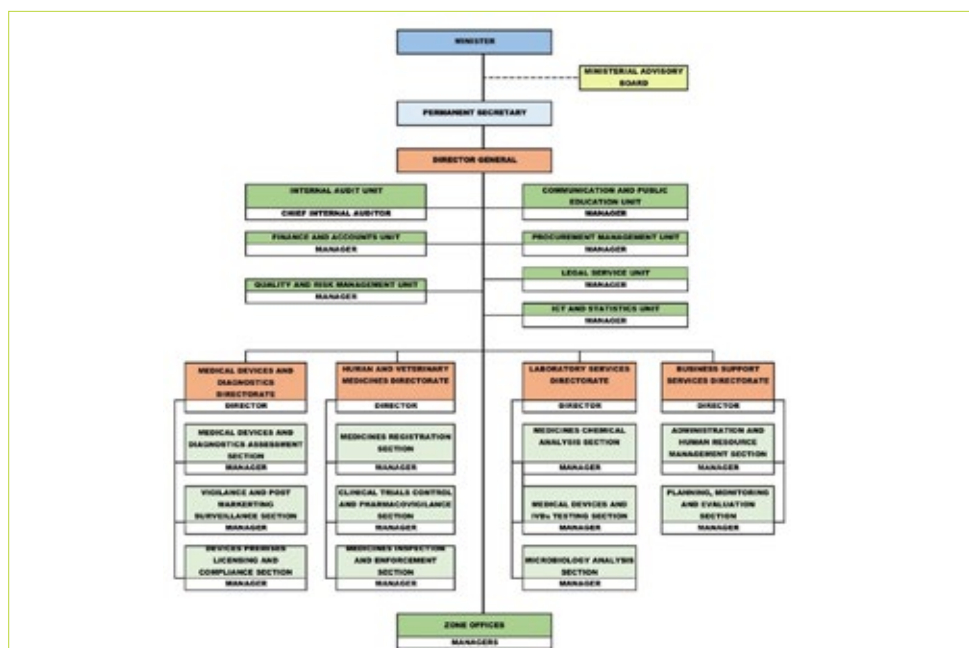 MINISTER
MINISTERIAL ADVISORY
BOARD
PERMANENT SECRETARY
DIRECTOR GENERAL
INTERNAL AUDIT UNIT
CHIEF INTERNAL AUDITOR
COMMUNICATION AND PUBLIC
EDUCATION UNIT
MANAGER
FINANCE AND ACCOUNTS UNIT
MANAGER
PROCUREMENT MANAGEMENT UNIT
MANAGER
LEGAL SERVICE UNIT
MANAGER
QUALITY AND RISK MANAGEMENT UNIT
MANAGER
ICT AND STATISTICS UNIT
MANAGER
MEDICAL DEVICES AND
DIAGNOSTICS
DIRECTORATE
DIRECTOR
HUMAN AND VETERINARY
MEDICINES DIRECTORATE
DIRECTOR
LABORATORY SERVICES
DIRECTORATE
DIRECTOR
BUSINESS SUPPORT
SERVICES DIRECTORATE
DIRECTOR
MEDICAL DEVICES AND
DIAGNOSTICS ASSESSMENT
SECTION
MANAGER
MEDICINES REGISTRATION
SECTION
MANAGER
MEDICINES CHEMICAL
ANALYSIS SECTION
MANAGER
ADMINISTRATION AND
HUMAN RESOURCE
MANAGEMENT SECTION
MANAGER
VIGILANCE AND POST
MARKERTING
SURVEILLANCE SECTION
MANAGER
CLINICAL TRIALS CONTROL
AND PHARMACOVIGILANCE
SECTION
MANAGER
MEDICAL DEVICES AND
IVDs TESTING SECTION
MANAGER
PLANNING, MONITORING
AND EVALUATION
SECTION
MANAGER
DEVICES PREMISES
LICENSING AND
COMPLIANCE SECTION
MANAGER
MEDICINES INSPECTION
AND ENFORCEMENT
SECTION
MANAGER
MICROBIOLOGY ANALYSIS
SECTION
MANAGER
ZONE OFFICES
MANAGERS